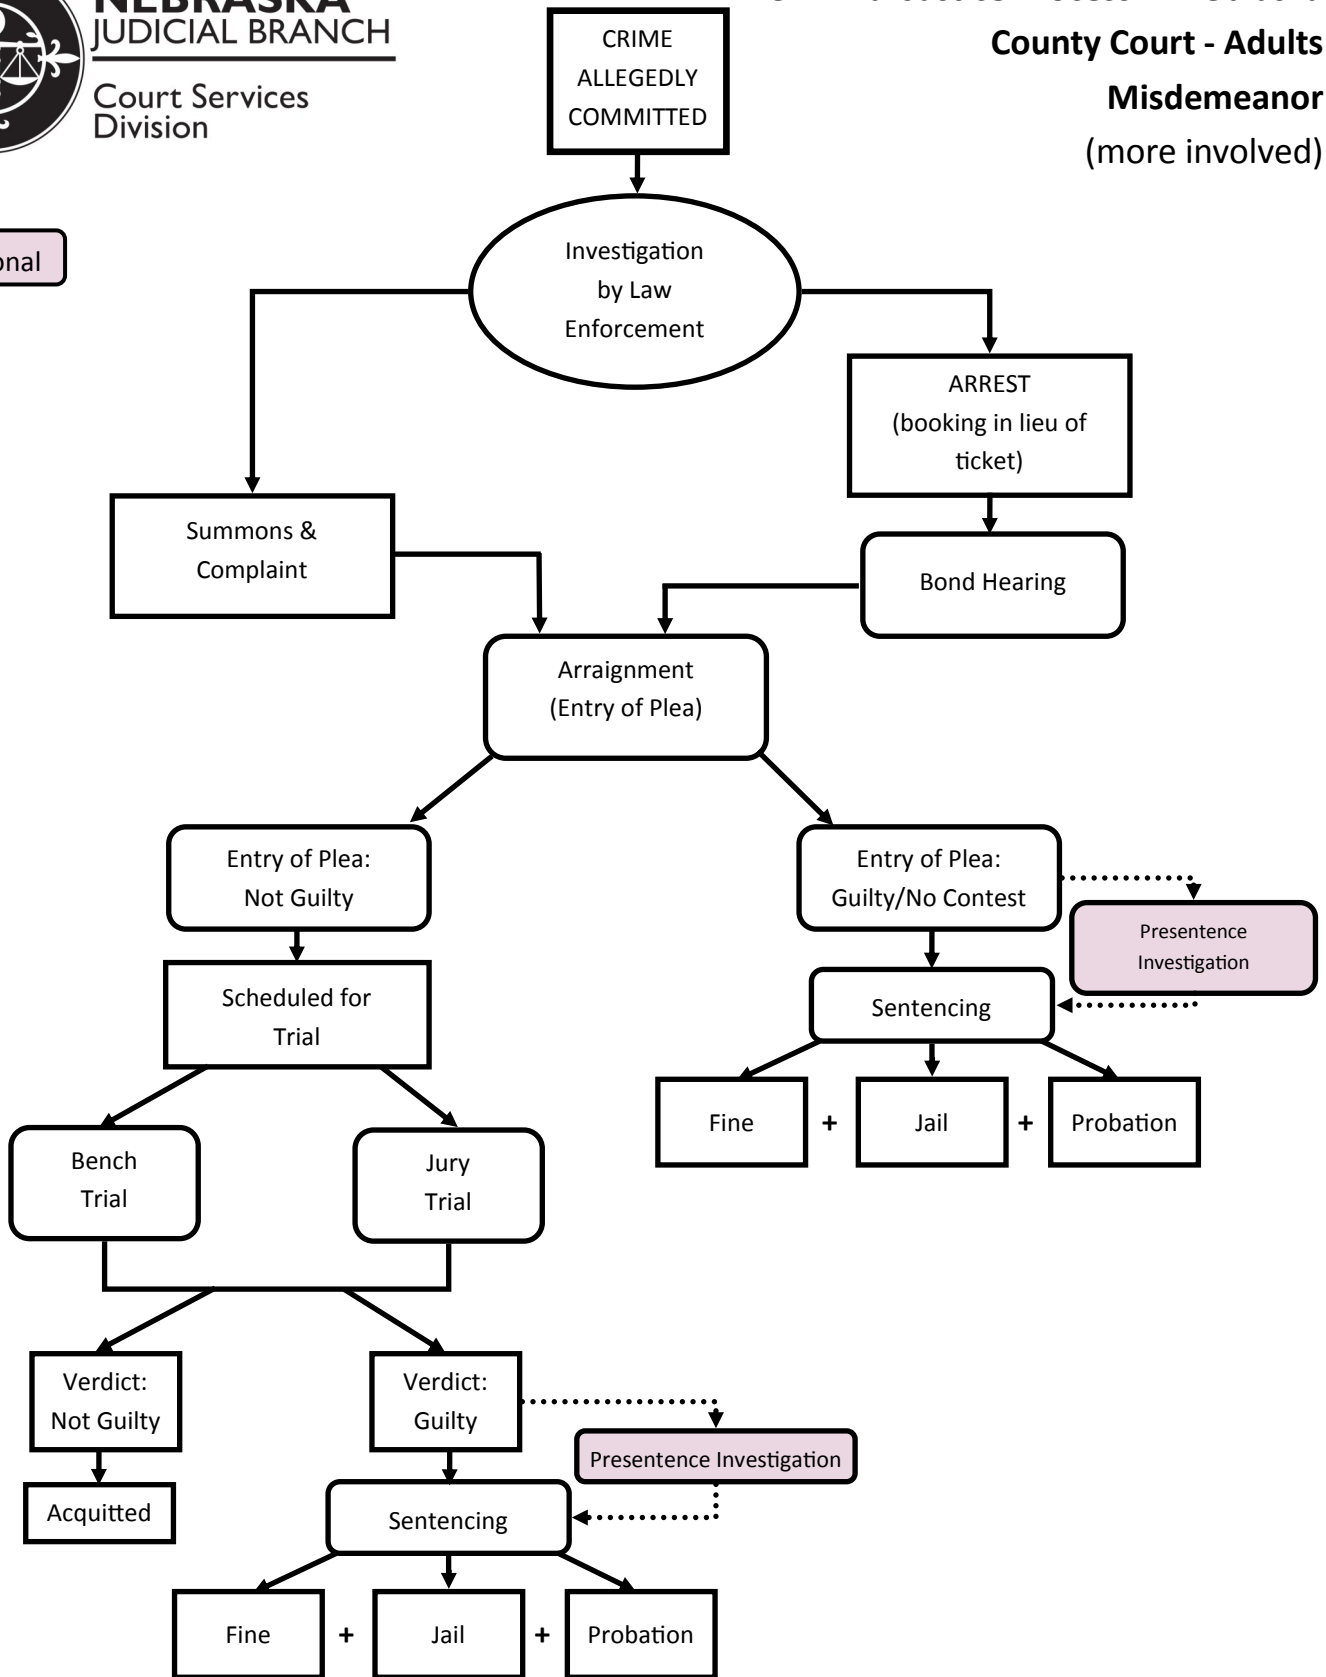 NEBRASKA
JUDICIAL BRANCH
Court Services
Division
County Court - Adults
Misdemeanor
(more involved)
CRIME
ALLEGEDLY
COMMITTED
Investigation
by Law
Enforcement
ARREST
(booking in lieu of
ticket)
Summons &
Complaint
Bond Hearing
Arraignment
(Entry of Plea)
Entry of Plea:
Not Guilty
Entry of Plea:
Guilty/No Contest
Presentence
Investigation
Scheduled for
Trial
Sentencing
Fine + Jail + Probation
Bench
Trial
Jury
Trial
Verdict:
Not Guilty
Verdict:
Guilty
Presentence Investigation
Acquitted
Sentencing
Fine + Jail + Probation